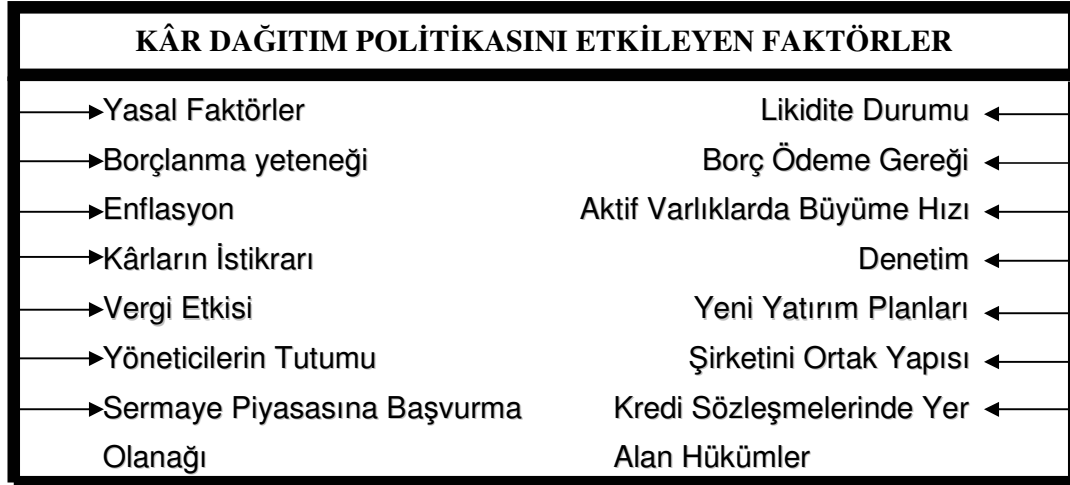 KÂR DAĞITIM POLİTİKASINI ETKİLEYEN FAKTÖRLER
Yasal Faktörler
Borçlanma yeteneği
Enflasyon
Kârların İstikrarı
Vergi Etkisi
Yöneticilerin Tutumu
Sermaye Piyasasına Başvurma
Olanağı
Likidite Durumu
Borç Ödeme Gereği
Aktif Varlıklarda Büyüme Hızı
Denetim
Yeni Yatırım Planları
Şirketini Ortak Yapısı
Kredi Sözleşmelerinde Yer
Alan Hükümler